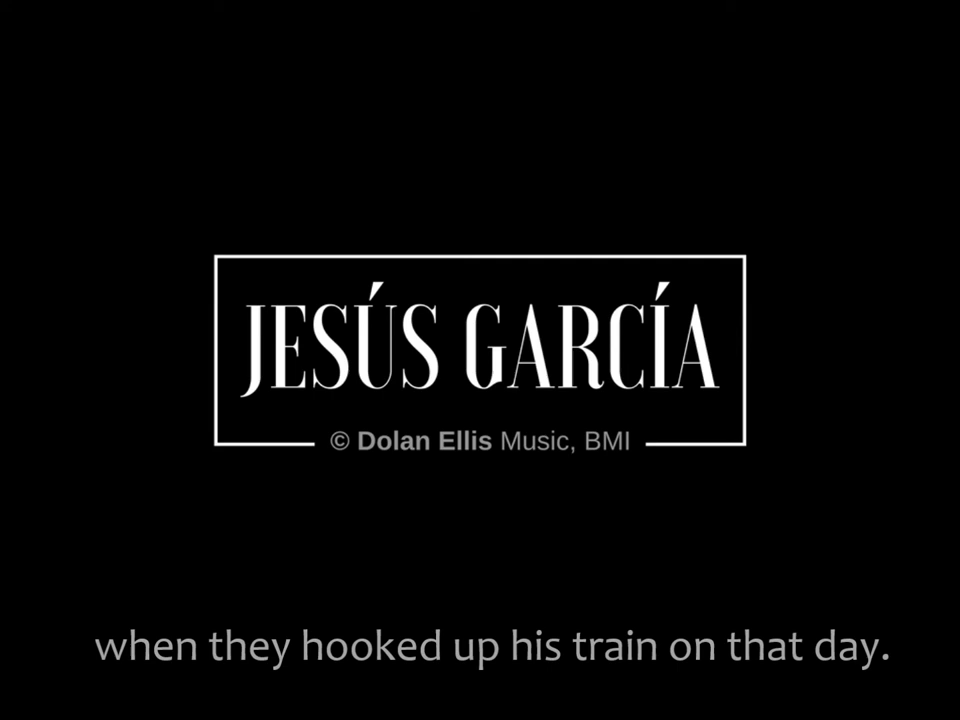 JESÚS GARCÍA
© Dolan Ellis Music, BMI
when they hooked up his train on that day.